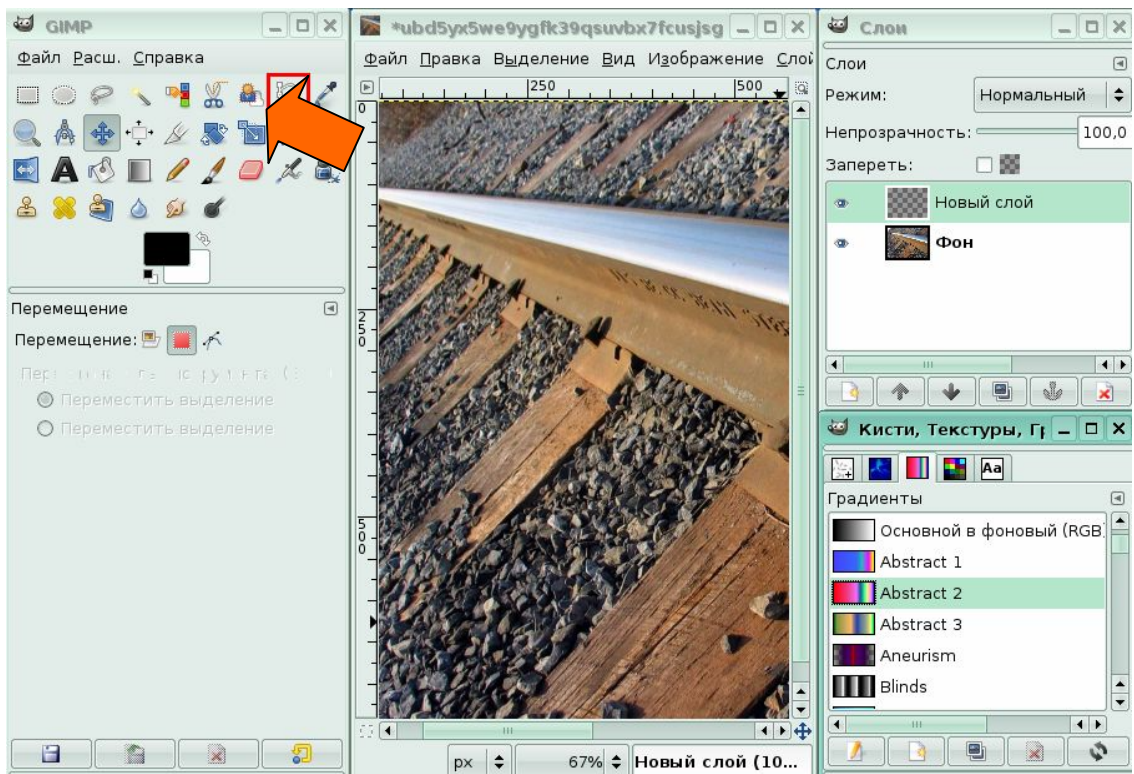 GIMP
Файл Расш. Справка
Перемещение
Перемещение:
Переместить выделение
Переместить выделение
*ubd5yx5we9ygfk39qsuvbx7fcusjsg
Файл Правка Выделение Вид Изображение Слой
250
500
0
250
500
px
67%
Новый слой (10...
Слои
Слои
Режим: Нормальный
Непрозрачность: 100,0
Запереть:
Новый слой
Фон
Кисти, Текстуры, Гр
Aa
Градиенты
Основной в фоновый (RGB)
Abstract 1
Abstract 2
Abstract 3
Aneurism
Blinds